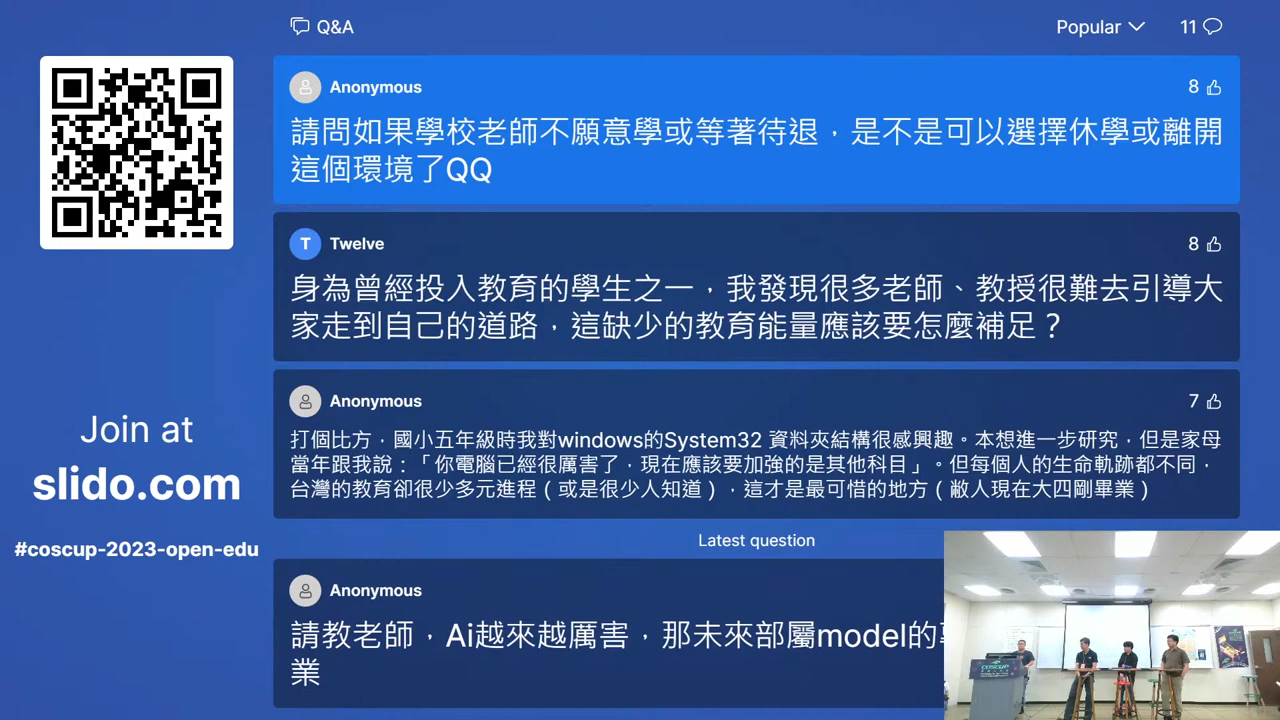 Q&A
Popular
11
Anonymous
8
請問如果學校老師不願意學或等著待退，是不是可以選擇休學或離開
這個環境了QQ
T
Twelve
8
身為曾經投入教育的學生之一，我發現很多老師、教授很難去引導大
家走到自己的道路，這缺少的教育能量應該要怎麼補足？
Anonymous
7
打個比方，國小五年級時我對windows的System32 資料夾結構很感興趣。本想進一步研究，但是家母
當年跟我說：「你電腦已經很厲害了，現在應該要加強的是其他科目」。但每個人的生命軌跡都不同，
台灣的教育卻很少多元進程（或是很少人知道），這才是最可惜的地方（敝人現在大四剛畢業）
Join at
slido.com
#coscup-2023-open-edu
Latest question
Anonymous
請教老師，Ai越來越厲害，那未來部屬model的
業
COSCUP